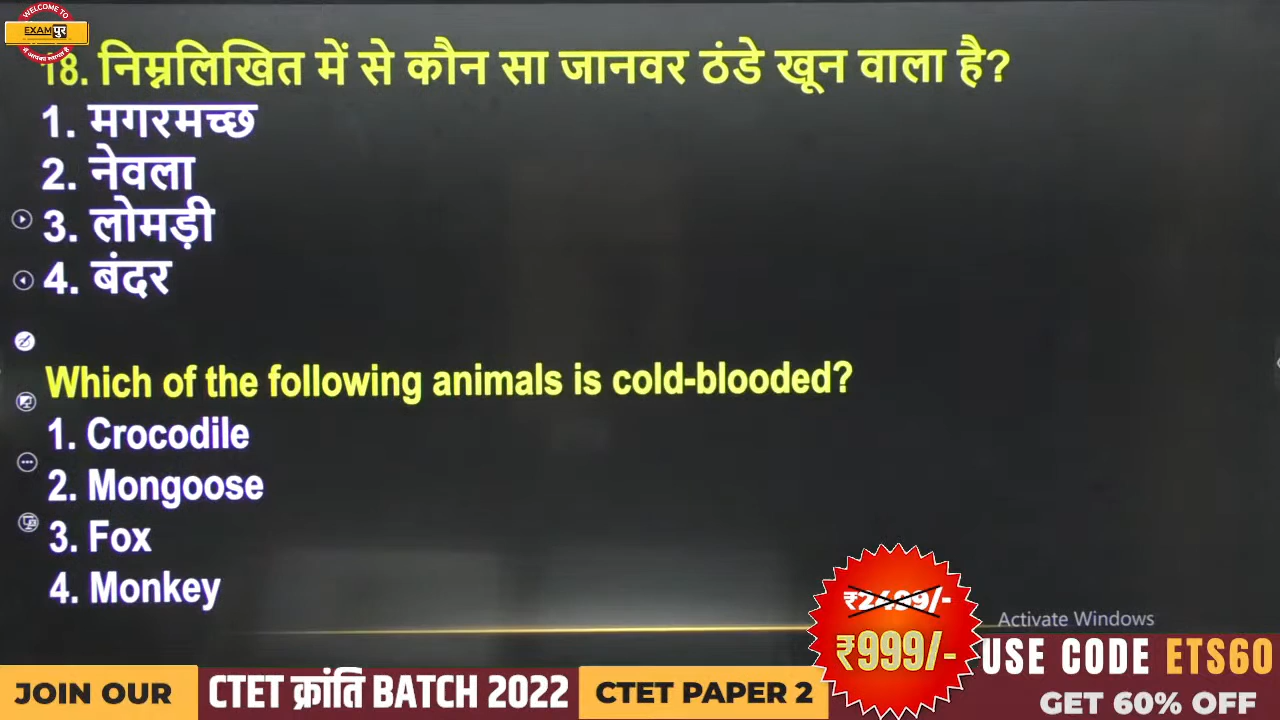 WELCOME TO
EXAMपुर
18. निम्नलिखित में से कौन सा जानवर ठंडे खून वाला है?
1. मगरमच्छ
2. नेवला
3. लोमड़ी
4. बंदर
Which of the following animals is cold-blooded?
1. Crocodile
2. Mongoose
3. Fox
4. Monkey
₹2499/-
₹999/-
Activate Windows
USE CODE ETS60
GET 60% OFF
JOIN OUR
CTET क्रांति BATCH 2022
CTET PAPER 2